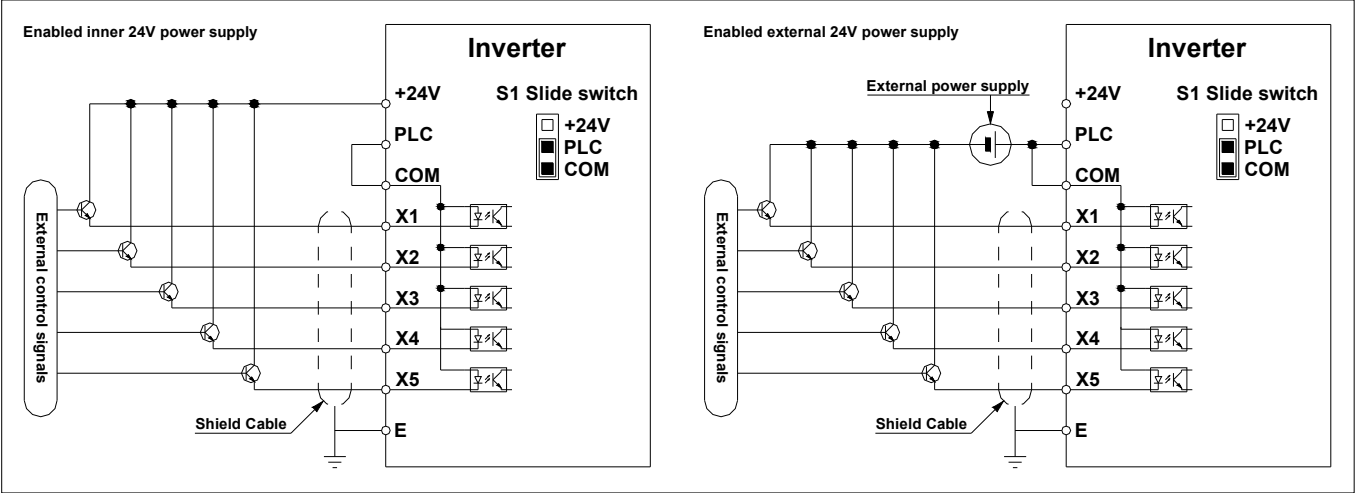 Enabled inner 24V power supply
Inverter
+24V
S1 Slide switch
+24V
PLC
COM
PLC
COM
X1
X2
X3
X4
X5
E
External control signals
Shield Cable
Enabled external 24V power supply
Inverter
External power supply
+24V
S1 Slide switch
+24V
PLC
COM
PLC
COM
X1
X2
X3
X4
X5
E
External control signals
Shield Cable